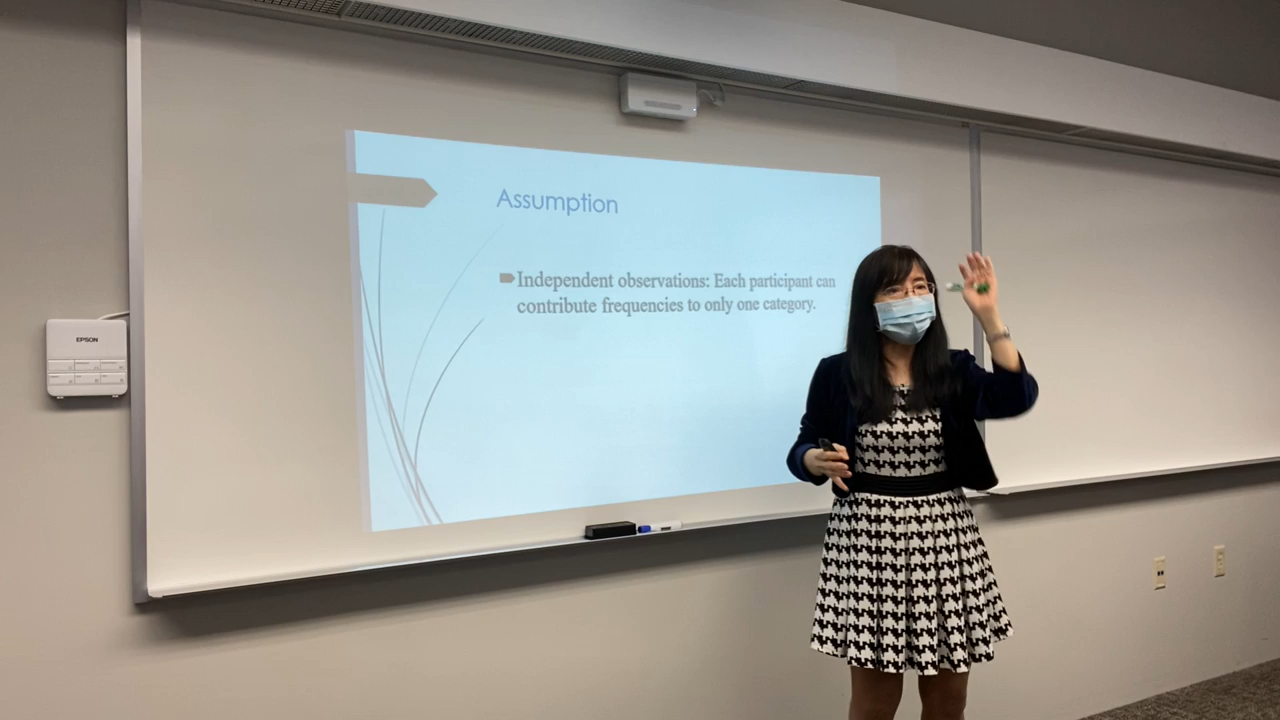 Assumption
Independent observations: Each participant can
contribute frequencies to only one category.
EPSON